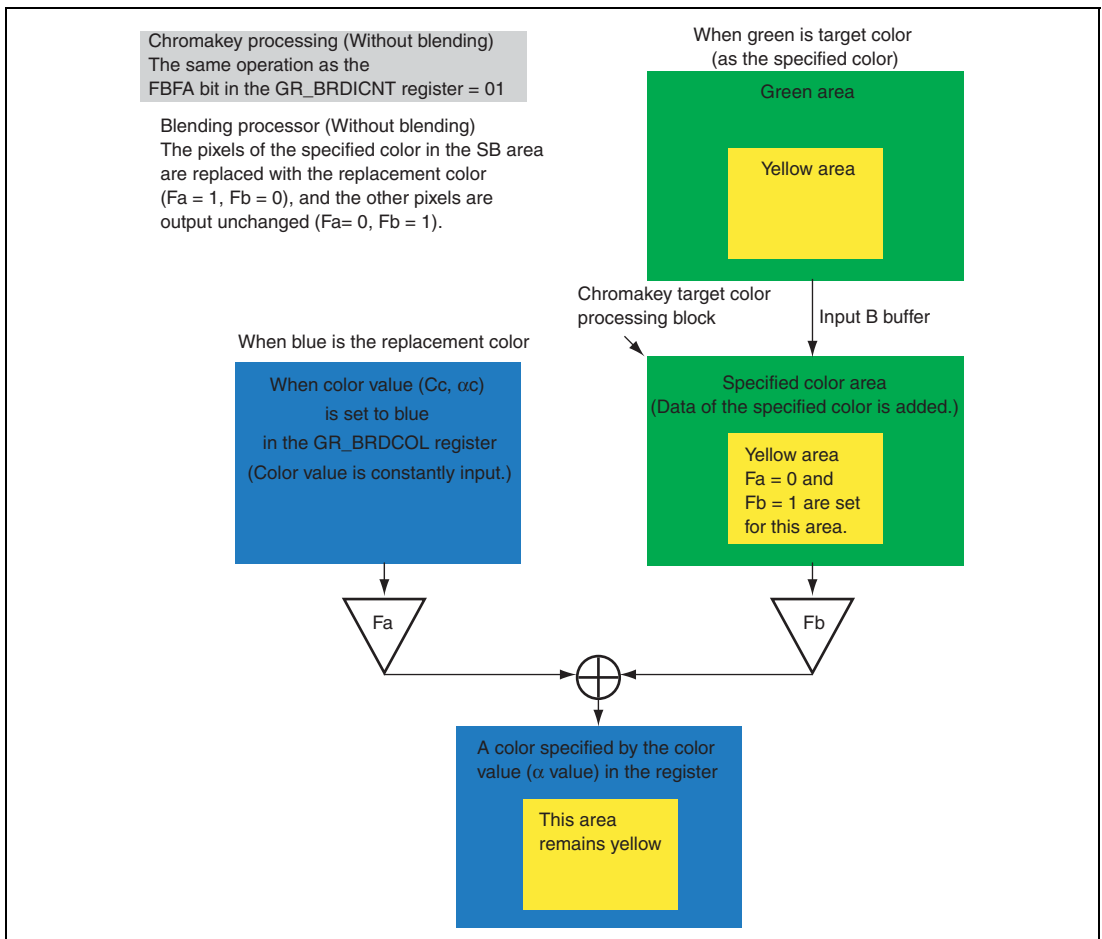 Chromakey processing (Without blending)
The same operation as the
FBFA bit in the GR_BRDICNT register = 01
Blending processor (Without blending)
The pixels of the specified color in the SB area
are replaced with the replacement color
(Fa = 1, Fb = 0), and the other pixels are
output unchanged (Fa= 0, Fb = 1).
When green is target color
(as the specified color)
Green area
Yellow area
Chromakey target color
processing block
Input B buffer
When blue is the replacement color
When color value (Cc, αc)
is set to blue
in the GR_BRDCOL register
(Color value is constantly input.)
Specified color area
(Data of the specified color is added.)
Yellow area
Fa = 0 and
Fb = 1 are set
for this area.
Fa
Fb
A color specified by the color
value (α value) in the register
This area
remains yellow